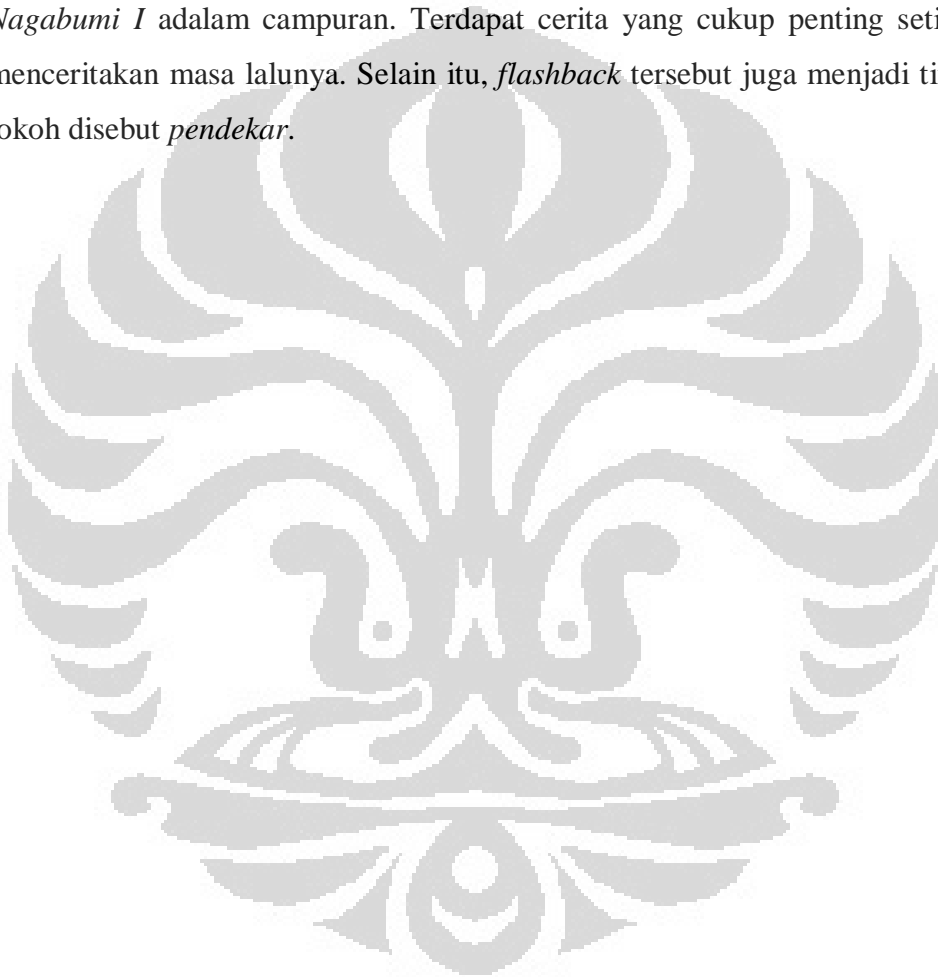 Nagabumi I adalam campuran. Terdapat cerita yang cukup penting seti
menceritakan masa lalunya. Selain itu, flashback tersebut juga menjadi ti
okoh disebut pendekar.